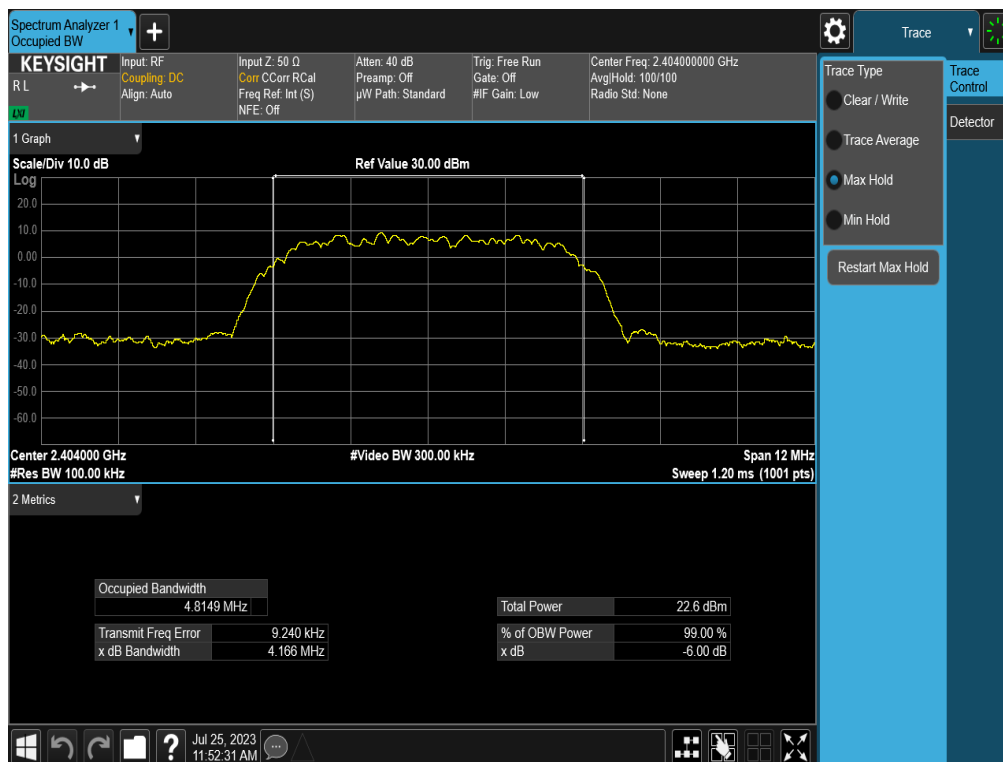 Spectrum Analyzer 1
Occupied BW
Trace
KEYSIGHT
R L
LXI
Input: RF
Coupling: DC
Align: Auto
Input Z: 50 Ω
Corr CCorr RCal
Freq Ref: Int (S)
NFE: Off
Atten: 40 dB
Preamp: Off
µW Path: Standard
Trig: Free Run
Gate: Off
#IF Gain: Low
Center Freq: 2.404000000 GHz
Avg|Hold: 100/100
Radio Std: None
Trace Type
Clear / Write
Trace Average
Max Hold
Min Hold
Restart Max Hold
Trace
Control
Detector
1 Graph
Scale/Div 10.0 dB
Ref Value 30.00 dBm
Log
20.0
10.0
0.00
-10.0
-20.0
-30.0
-40.0
-50.0
-60.0
Center 2.404000 GHz
#Video BW 300.00 kHz
Span 12 MHz
#Res BW 100.00 kHz
Sweep 1.20 ms (1001 pts)
2 Metrics
Occupied Bandwidth
4.8149 MHz
Total Power 22.6 dBm
Transmit Freq Error 9.240 kHz
% of OBW Power 99.00 %
x dB Bandwidth 4.166 MHz
x dB -6.00 dB
?
Jul 25, 2023
11:52:31 AM